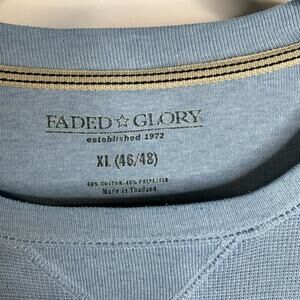 FADED☆GLORY
established 1972
XL (46/48)
60% COTTON/40% POLYESTER
Made in Thailand